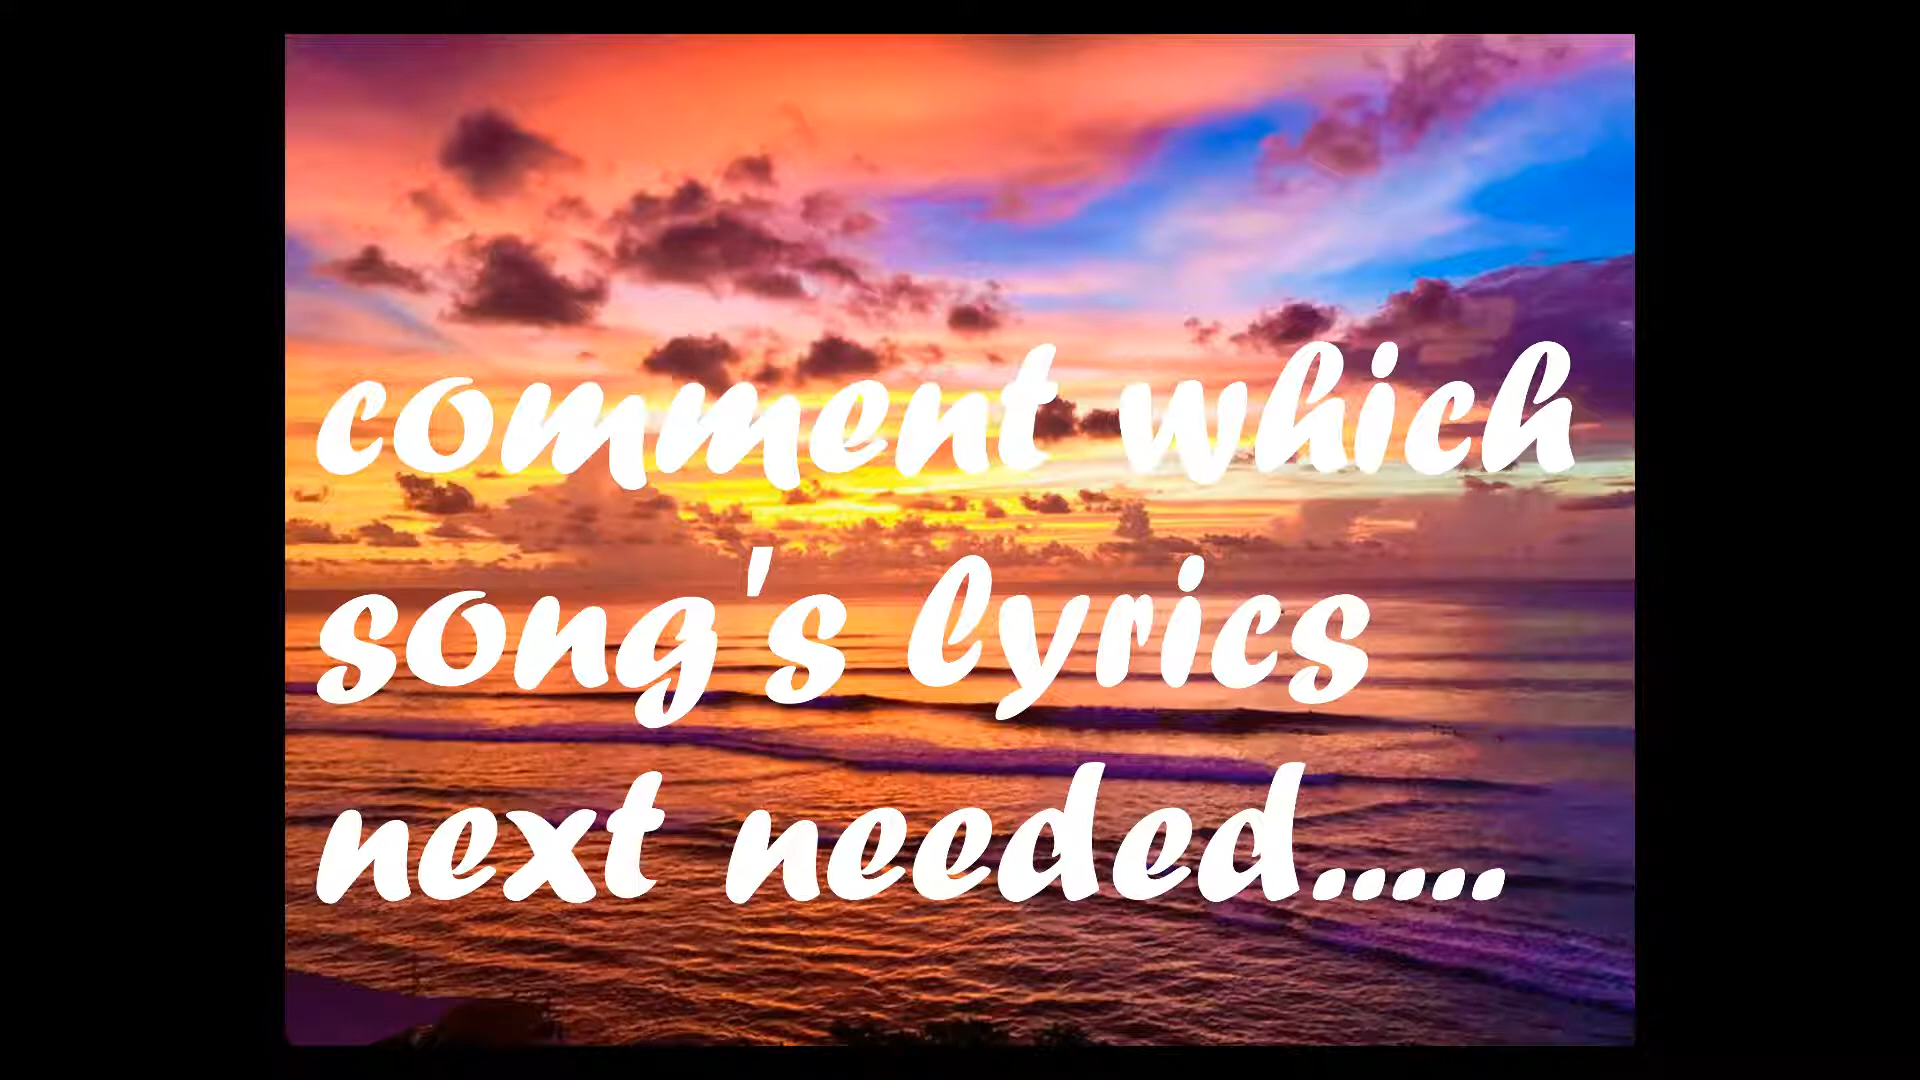 comment which
song's lyrics
next needed.....